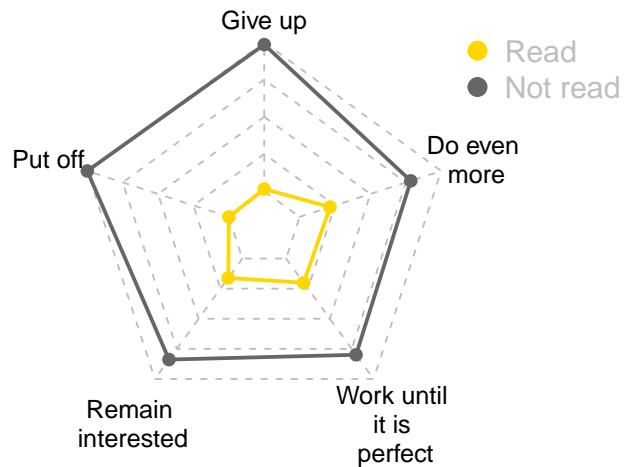 Give up
Read
Not read
Put off
Do even
more
Remain
interested
Work until
it is
perfect